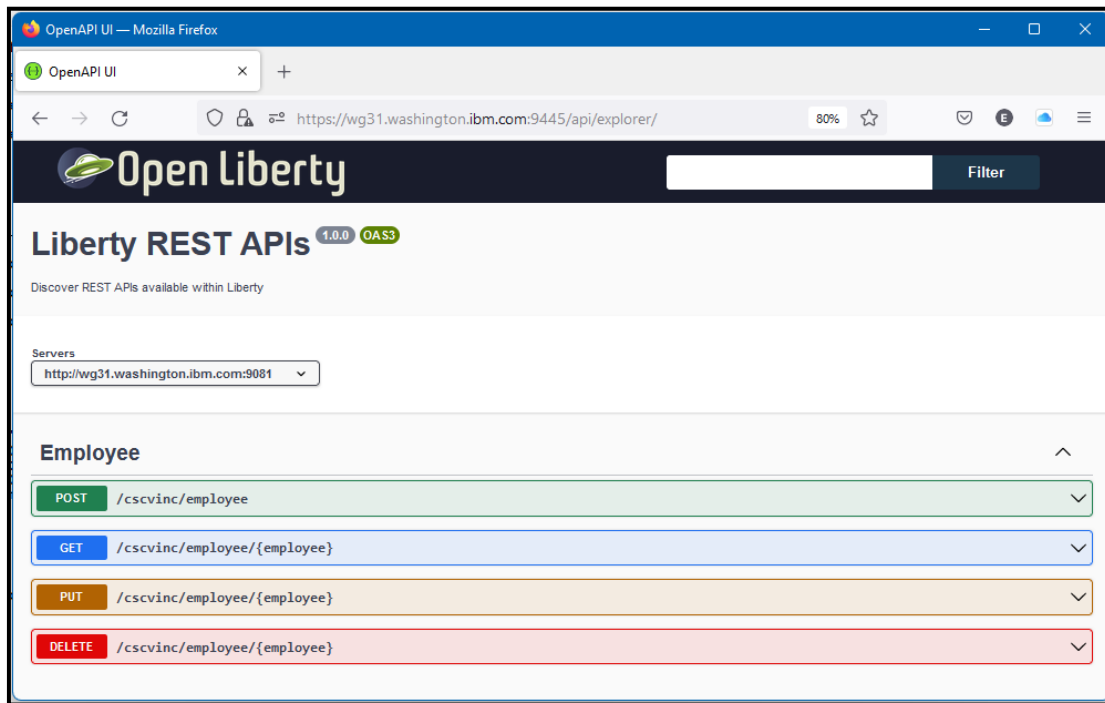 OpenAPI UI — Mozilla Firefox
OpenAPI UI
https://wg31.washington.ibm.com:9445/api/explorer/
80%
E
Open Liberty
Filter
Liberty REST APIs 1.0.0 OAS3
Discover REST APIs available within Liberty
Servers
http://wg31.washington.ibm.com:9081
Employee
POST /cscvinc/employee
GET /cscvinc/employee/{employee}
PUT /cscvinc/employee/{employee}
DELETE /cscvinc/employee/{employee}